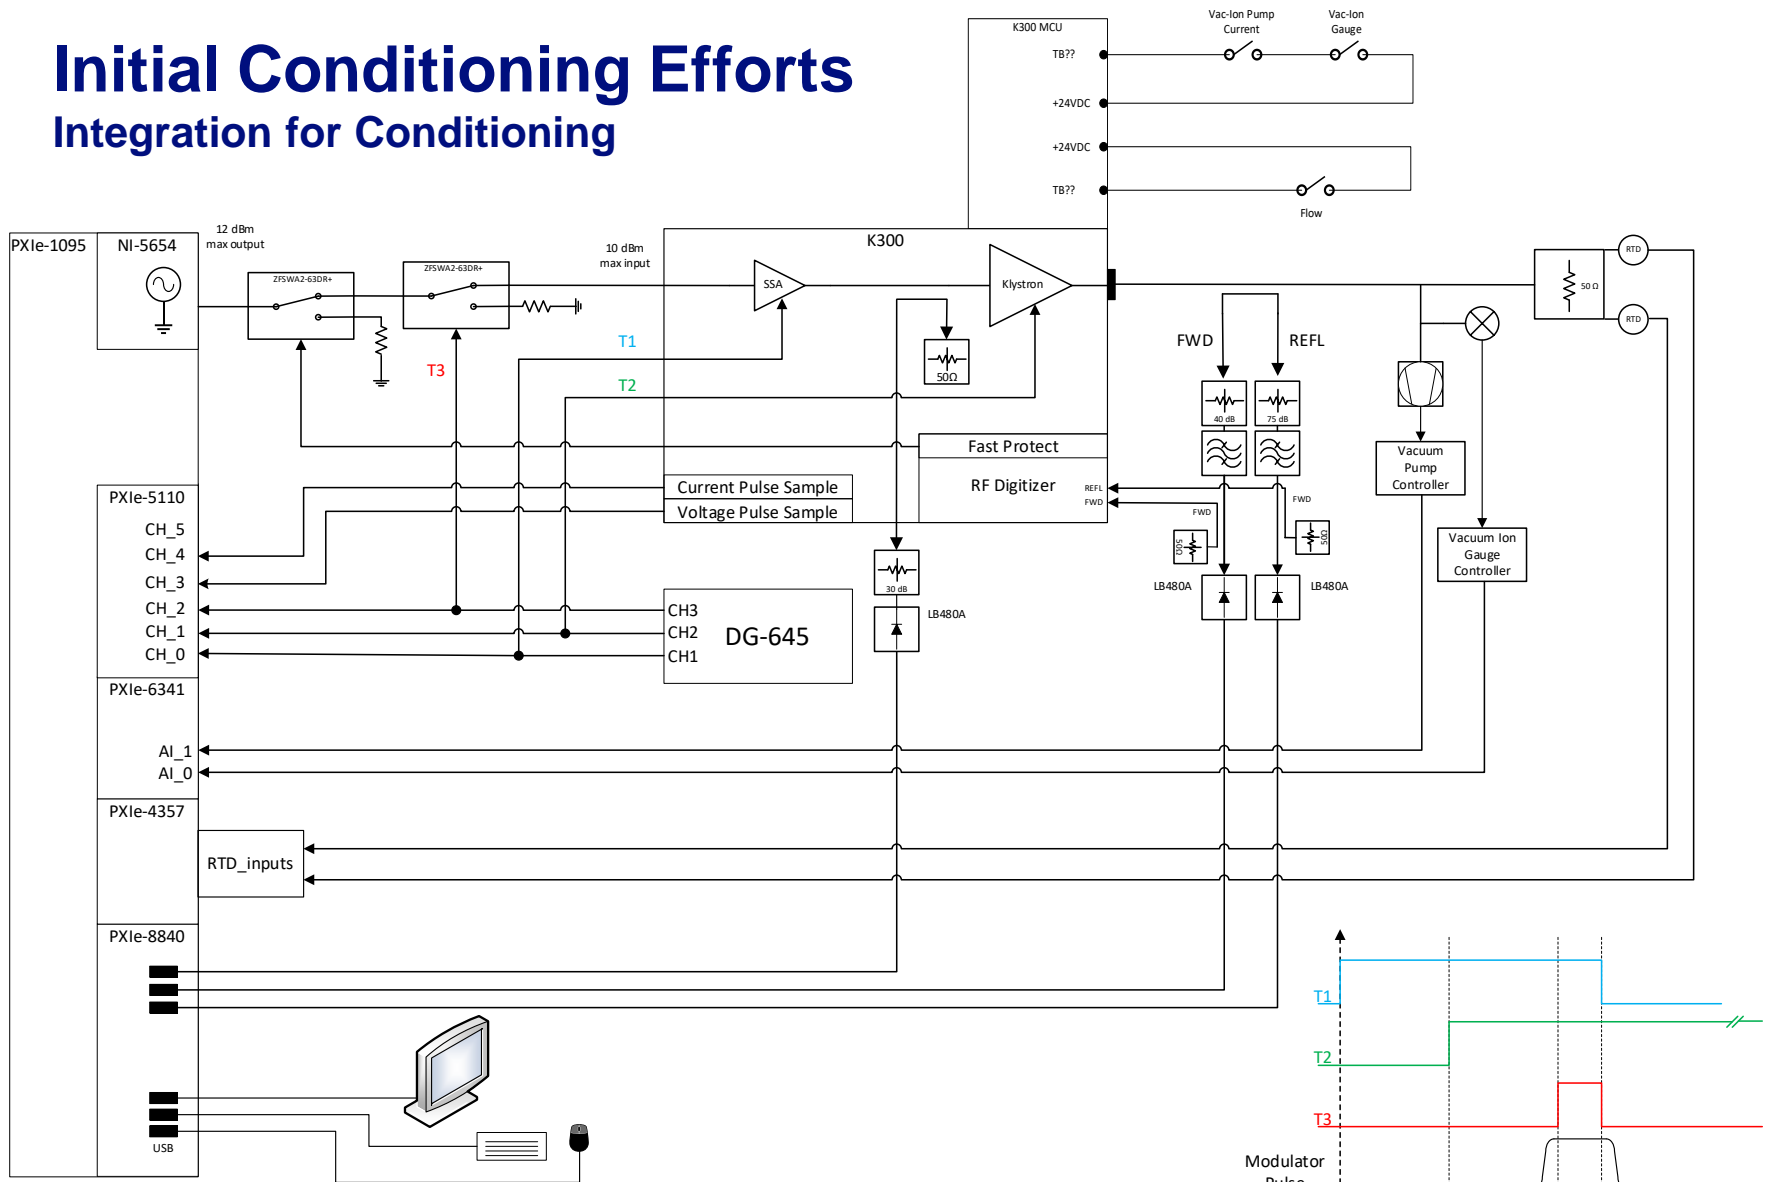 Initial Conditioning Efforts
Integration for Conditioning
K300 MCU
TB??
+24VDC
+24VDC
TB??
Vac-Ion Pump
Current
Vac-Ion
Gauge
Flow
PXIe-1095
NI-5654
12 dBm
max output
ZFSWA2-63DR+
ZFSWA2-63DR+
10 dBm
max input
K300
SSA
Klystron
50Ω
T1
T2
T3
Fast Protect
RF Digitizer
REFL
FWD
Current Pulse Sample
Voltage Pulse Sample
FWD
REFL
40 dB
75 dB
FWD
FWD
50Ω
50Ω
LB480A
LB480A
50 Ω
RTD
RTD
Vacuum
Pump
Controller
Vacuum Ion
Gauge
Controller
PXIe-5110
CH_5
CH_4
CH_3
CH_2
CH_1
CH_0
CH3
CH2
CH1
DG-645
30 dB
LB480A
PXIe-6341
AI_1
AI_0
PXIe-4357
RTD_inputs
PXIe-8840
USB
T1
T2
T3
Modulator
Pulse